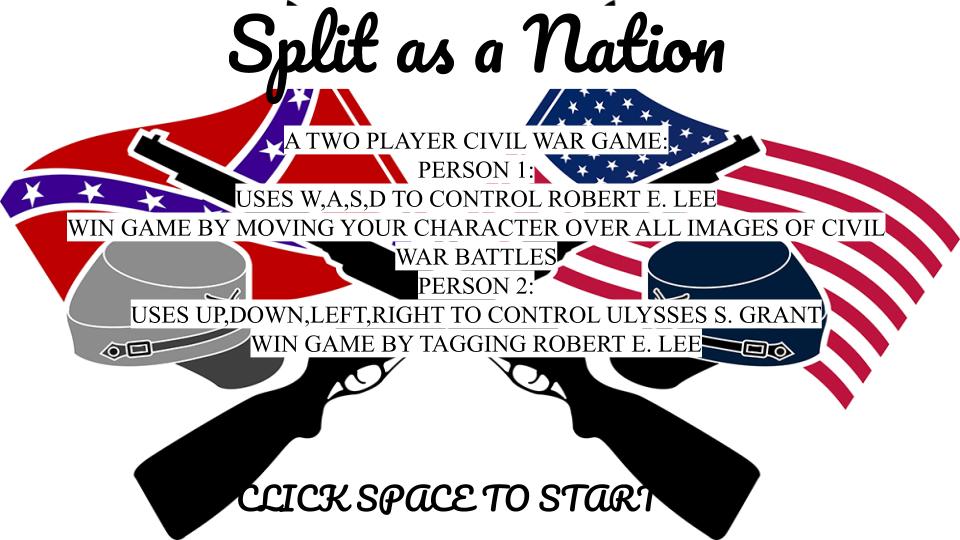 Split as a Nation
A TWO PLAYER CIVIL WAR GAME:
PERSON 1:
USES W,A,S,D TO CONTROL ROBERT E. LEE
WIN GAME BY MOVING YOUR CHARACTER OVER ALL IMAGES OF CIVIL
WAR BATTLES
PERSON 2:
USES UP,DOWN,LEFT,RIGHT TO CONTROL ULYSSES S. GRANT
WIN GAME BY TAGGING ROBERT E. LEE
CLICK SPACE TO START